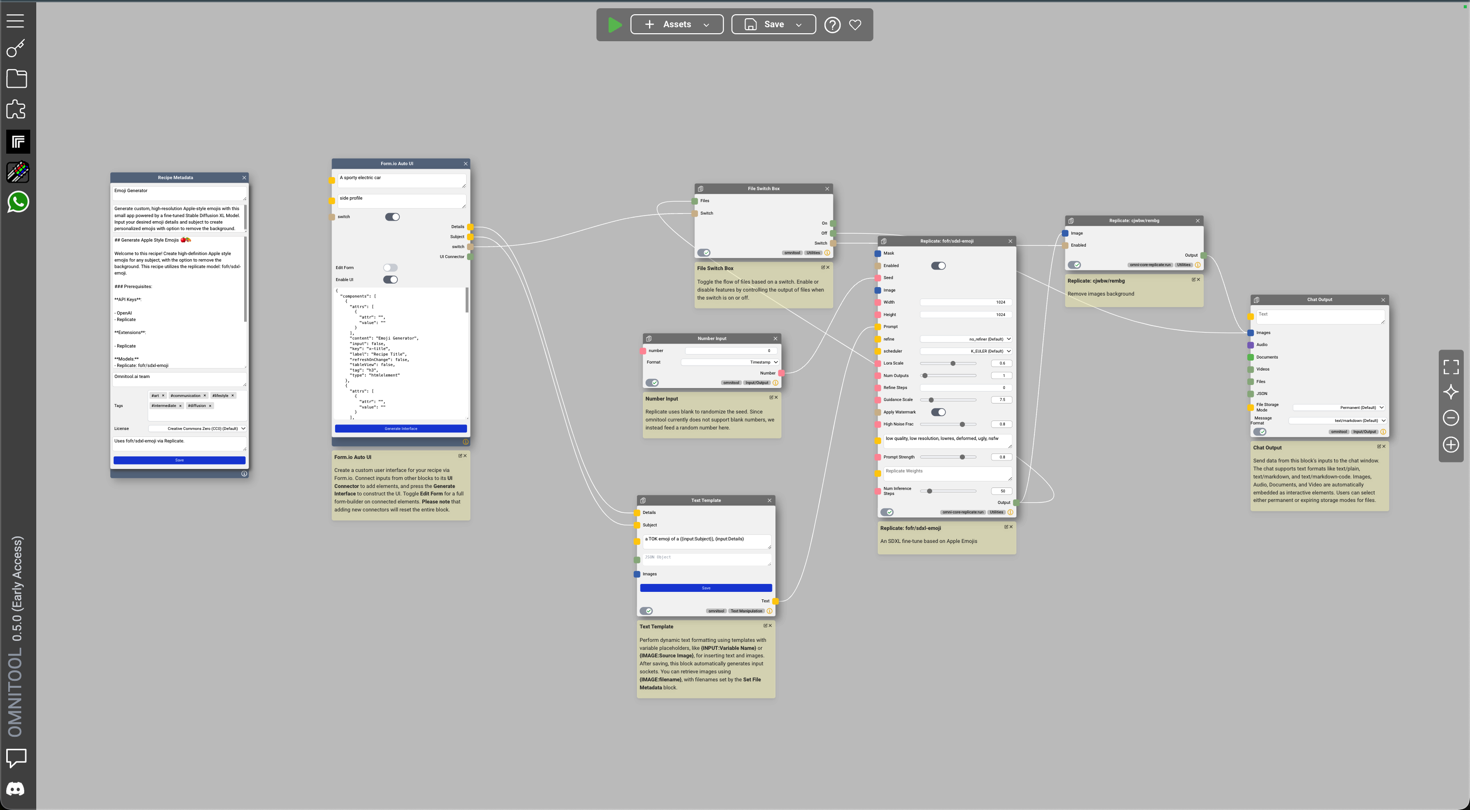 Assets
Save
OMNITOOL 0.5.0 (Early Access)
Recipe Metadata
Emoji Generator
Generate custom, high-resolution Apple-style emojis with this
small app powered by a fine-tuned Stable Diffusion XL Model.
Input your desired emoji details and subject to create
personalized emojis with option to remove the background.
## Generate Apple Style Emojis
Welcome to this recipe! Create high-definition Apple style
emojis for any subject, with the option to remove the
background. This recipe utilizes the replicate model: fofr/sdxl-
emoji.
### Prerequisites:
**API Keys**:
- OpenAI
- Replicate
**Extensions**:
- Replicate
**Models**:
- Replicate: fofr/sdxl-emoji
Omnitool.ai team
Tags
#art
#communication
#lifestyle
#intermediate
#diffusion
License
Creative Commons Zero (CC0) (Default)
Uses fofr/sdxl-emoji via Replicate.
Save
Form.io Auto UI
A sporty electric car
side profile
switch
Details
Subject
switch
UI Connector
Edit Form
Enable UI
{
"components": [
{
"attrs": [
{
"attr": "",
"value": ""
}
],
"content": "Emoji Generator",
"input": false,
"key": "x-title",
"label": "Recipe Title",
"refreshOnChange": false,
"tableView": false,
"tag": "h3",
"type": "htmlelement"
},
{
"attrs": [
{
"attr": "",
"value": ""
}
],
Generate Interface
Form.io Auto UI
Create a custom user interface for your recipe via
Form.io. Connect inputs from other blocks to its UI
Connector to add elements, and press the Generate
Interface to construct the UI. Toggle Edit Form for a full
form-builder on connected elements. Please note that
adding new connectors will reset the entire block.
File Switch Box
Files
Switch
On
Off
Switch
omnitool
Utilities
File Switch Box
Toggle the flow of files based on a switch. Enable or
disable features by controlling the output of files when
the switch is on or off.
Number Input
number
0
Format
Timestamp
Number
omnitool
Input/Output
Number Input
Replicate uses blank to randomize the seed. Since
omnitool currently does not support blank numbers, we
instead feed a random number here.
Text Template
Details
Subject
a TOK emoji of a {{input.Subject}}, {input.Details}
JSON Object
Images
Save
Text
omnitool
Text Manipulation
Text Template
Perform dynamic text formatting using templates with
variable placeholders, like {INPUT:Variable Name} or
{IMAGE:Source Image}, for inserting text and images.
After saving, this block automatically generates input
sockets. You can retrieve images using
{IMAGE:filename}, with filenames set by the Set File
Metadata block.
Replicate: fofr/sdxl-emoji
Mask
Enabled
Seed
Image
Width
1024
Height
1024
Prompt
refine
no_refiner (Default)
scheduler
K_EULER (Default)
Lora Scale
0.6
Num Outputs
1
Refine Steps
0
Guidance Scale
7.5
Apply Watermark
High Noise Frac
0.8
low quality, low resolution, lowres, deformed, ugly, nsfw
Prompt Strength
0.8
Replicate Weights
Num Inference
Steps
50
Output
omni-core-replicate:run
Utilities
Replicate: fofr/sdxl-emoji
An SDXL fine-tune based on Apple Emojis
Replicate: cjwbw/rembg
Image
Enabled
Output
omni-core-replicate:run
Utilities
Replicate: cjwbw/rembg
Remove images background
Chat Output
Text
Images
Audio
Documents
Videos
Files
JSON
File Storage
Mode
Permanent (Default)
Message
Format
text/markdown (Default)
omnitool
Input/Output
Chat Output
Send data from this block's inputs to the chat window.
The chat supports text formats like text/plain,
text/markdown, and text/markdown-code. Images,
Audio, Documents, and Video are automatically
embedded as interactive elements. Users can select
either permanent or expiring storage modes for files.